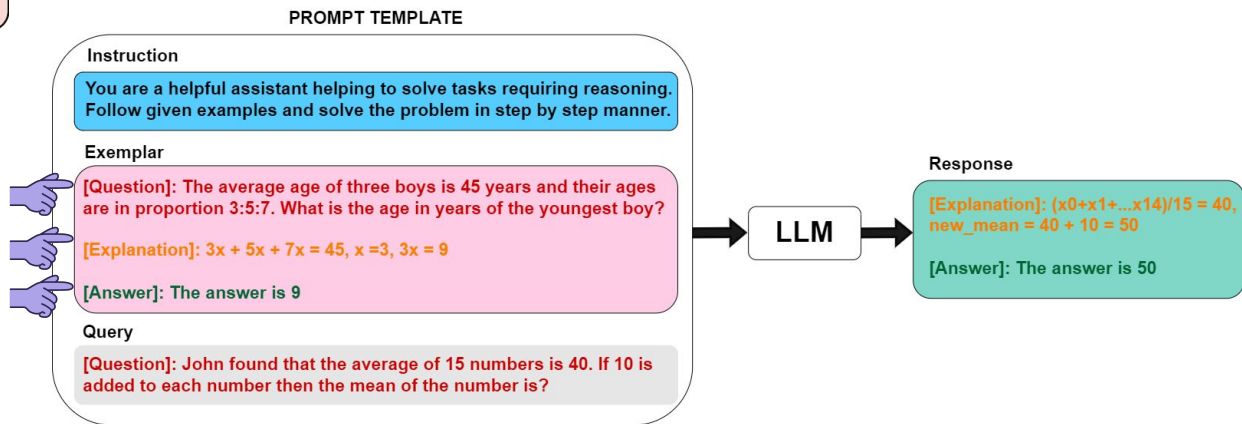 PROMPT TEMPLATE
Instruction
You are a helpful assistant helping to solve tasks requiring reasoning.
Follow given examples and solve the problem in step by step manner.
Exemplar
[Question]: The average age of three boys is 45 years and their ages
are in proportion 3:5:7. What is the age in years of the youngest boy?
[Explanation]: 3x + 5x + 7x = 45, x =3, 3x = 9
[Answer]: The answer is 9
Query
[Question]: John found that the average of 15 numbers is 40. If 10 is
added to each number then the mean of the number is?
LLM
Response
[Explanation]: (x0+x1+...x14)/15 = 40,
new_mean = 40 + 10 = 50
[Answer]: The answer is 50